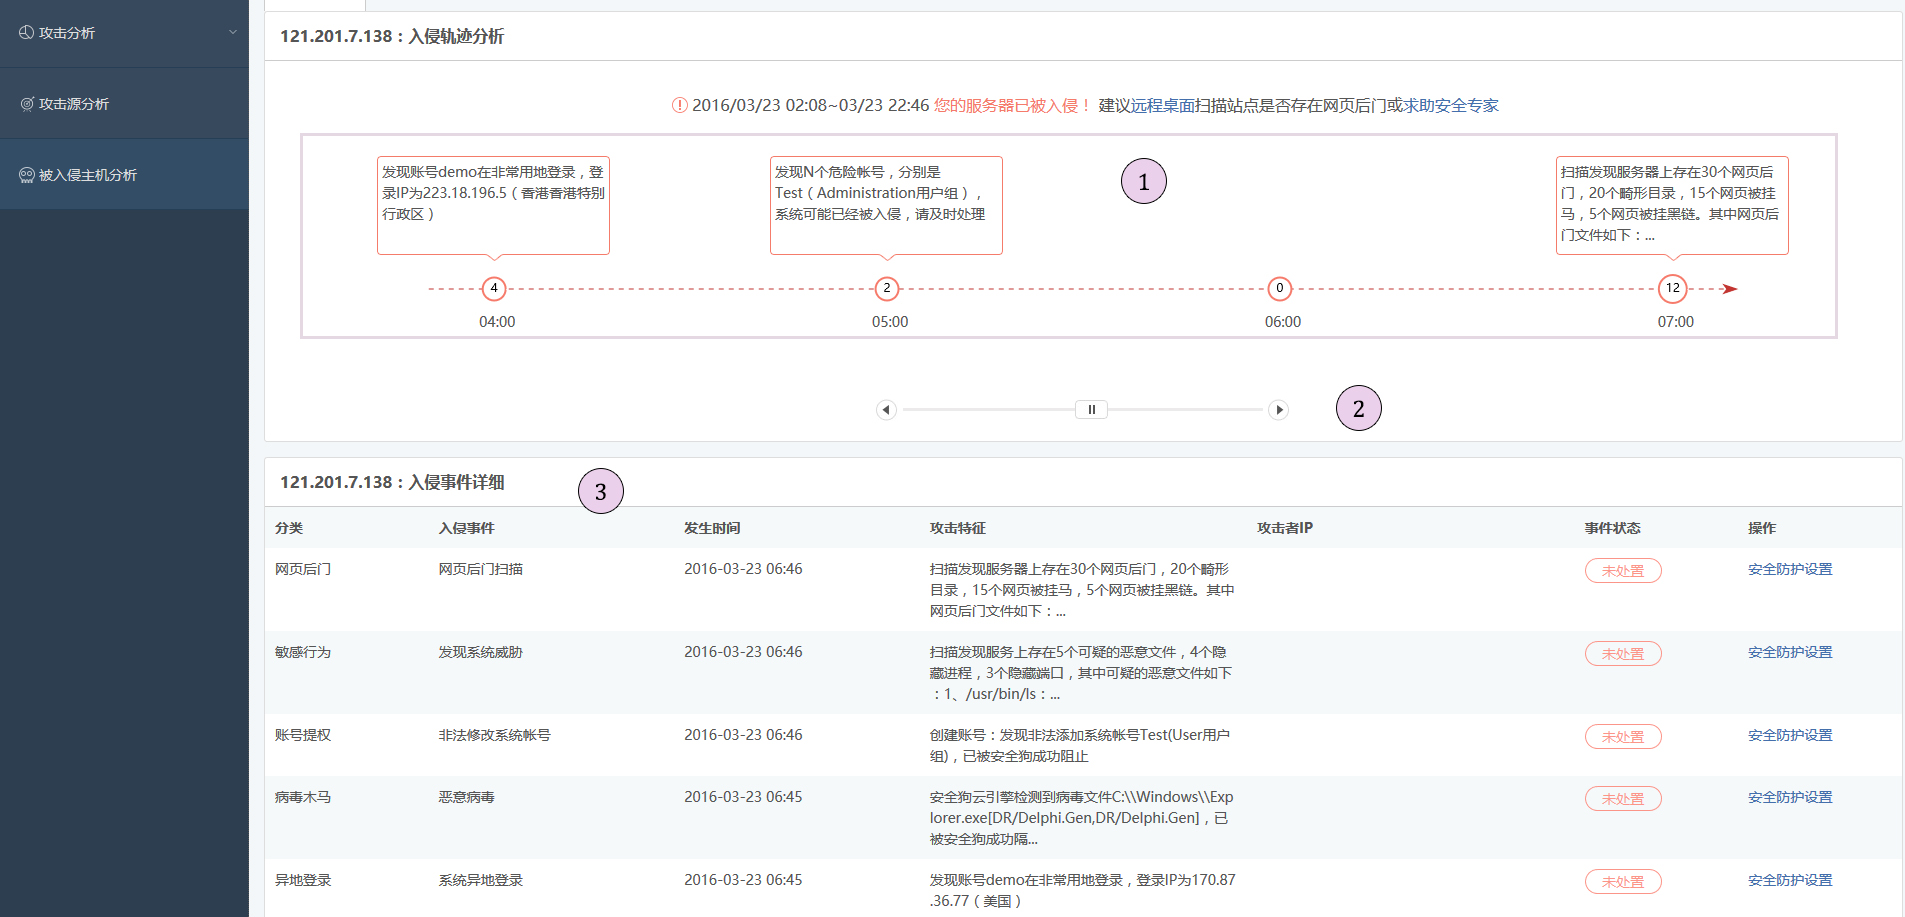 攻击分析
攻击源分析
被入侵主机分析
121.201.7.138：入侵轨迹分析
2016/03/23 02:08~03/23 22:46 您的服务器已被入侵！ 建议远程桌面扫描站点是否存在网页后门或求助安全专家
发现账号demo在非常用地登录，登
录IP为223.18.196.5（香港香港特别
行政区）
发现N个危险帐号，分别是
Test（Administration用户组），
系统可能已经被入侵，请及时处理
1
扫描发现服务器上存在30个网页后
门，20个畸形目录，15个网页被挂
马，5个网页被挂黑链。其中网页后
门文件如下：...
4 2 0 12
04:00 05:00 06:00 07:00
2
121.201.7.138：入侵事件详细
3
分类 入侵事件 发生时间 攻击特征 攻击者IP 事件状态 操作
网页后门 网页后门扫描 2016-03-23 06:46 扫描发现服务器上存在30个网页后门，20个畸形 未处置 安全防护设置
目录，15个网页被挂马，5个网页被挂黑链。其中
网页后门文件如下：...
敏感行为 发现系统威胁 2016-03-23 06:46 扫描发现服务上存在5个可疑的恶意文件，4个隐 未处置 安全防护设置
藏进程，3个隐藏端口，其中可疑的恶意文件如下
：1、/usr/bin/ls：...
账号提权 非法修改系统帐号 2016-03-23 06:46 创建账号：发现非法添加系统帐号Test(User用户 未处置 安全防护设置
组)，已被安全狗成功阻止
病毒木马 恶意病毒 2016-03-23 06:45 安全狗云引擎检测到病毒文件C:\\Windows\\Exp 未处置 安全防护设置
lorer.exe[DR/Delphi.Gen,DR/Delphi.Gen]，已
被安全狗成功隔...
异地登录 系统异地登录 2016-03-23 06:45 发现账号demo在非常用地登录，登录IP为170.87 未处置 安全防护设置
.36.77（美国）